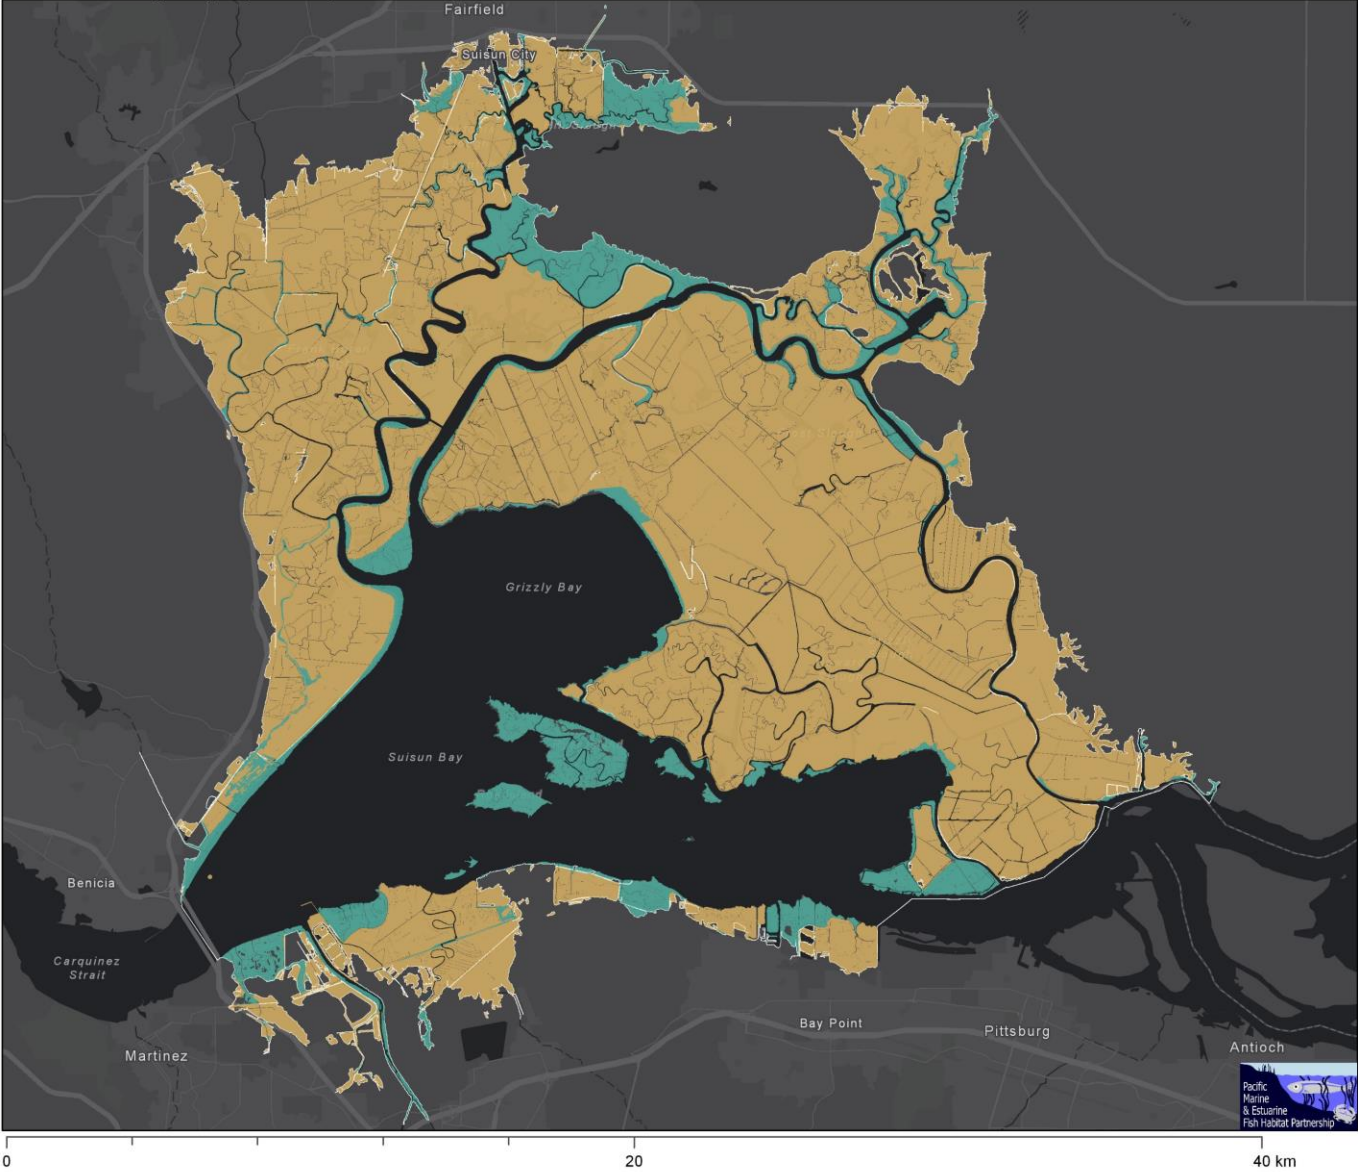 Fairfield
Suisun City
Grizzly Bay
Suisun Bay
Benicia
Carquinez
Strait
Bay Point
Pittsburg
Martinez
Antioch
Pacific
Marine
& Estuarine
Fish Habitat Partnership
0
20
40 km